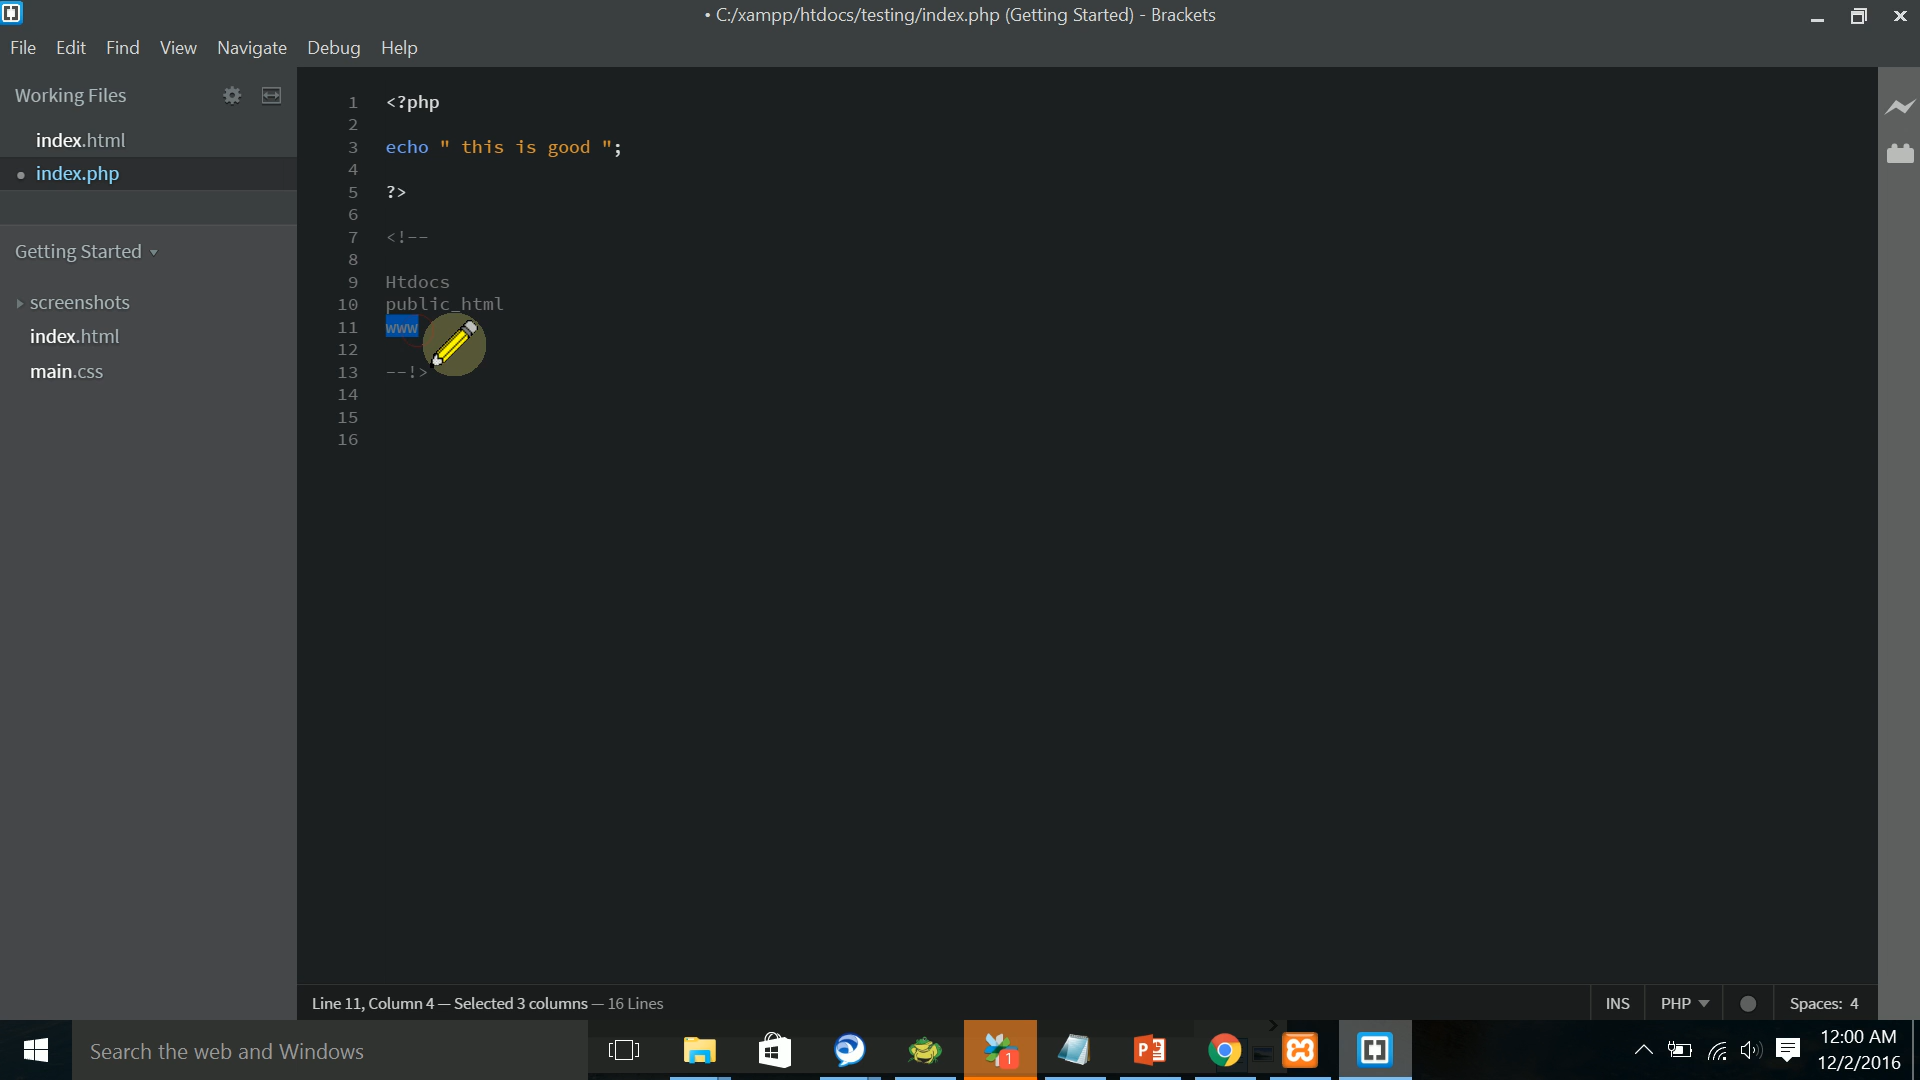 • C:/xampp/htdocs/testing/index.php (Getting Started) - Brackets
File Edit Find View Navigate Debug Help
Working Files
index.html
• index.php
Getting Started
screenshots
index.html
main.css
1 <?php
2
3 echo " this is good ";
4
5 ?>
6
7 <!--
8
9 Htdocs
10 public_html
11 www
12
13 --!>
14
15
16
Line 11, Column 4 — Selected 3 columns — 16 Lines
INS PHP Spaces: 4
Search the web and Windows
1
12:00 AM
12/2/2016